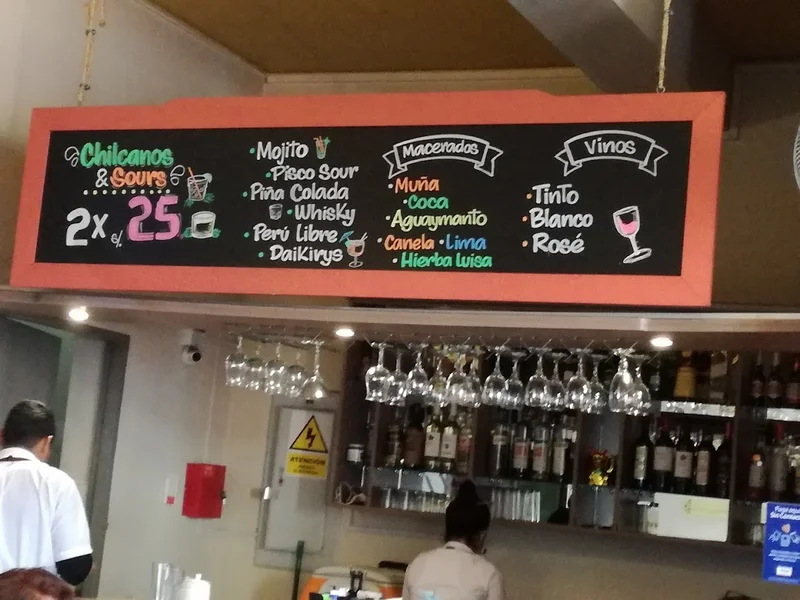 Chilcanos
& Sours
2x s/. 25
• Mojito
• Pisco Sour
Piña Colada
• Whisky
• Perú Libre
• Daikirys
Macerados
• Muña
• Coca
• Aguaymanto
• Canela • Lima
• Hierba luisa
Vinos
• Tinto
• Blanco
• Rosé
ATENCIÓN